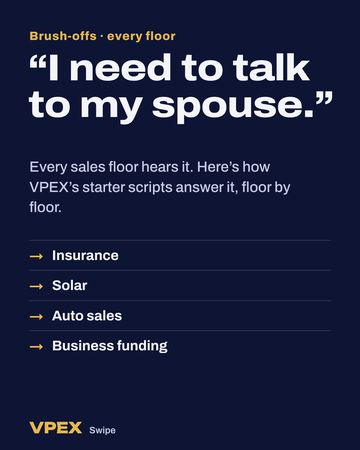 Brush-offs · every floor
“I need to talk
to my spouse.”
Every sales floor hears it. Here’s how
VPEX’s starter scripts answer it, floor by
floor.
→ Insurance
→ Solar
→ Auto sales
→ Business funding
VPEX Swipe